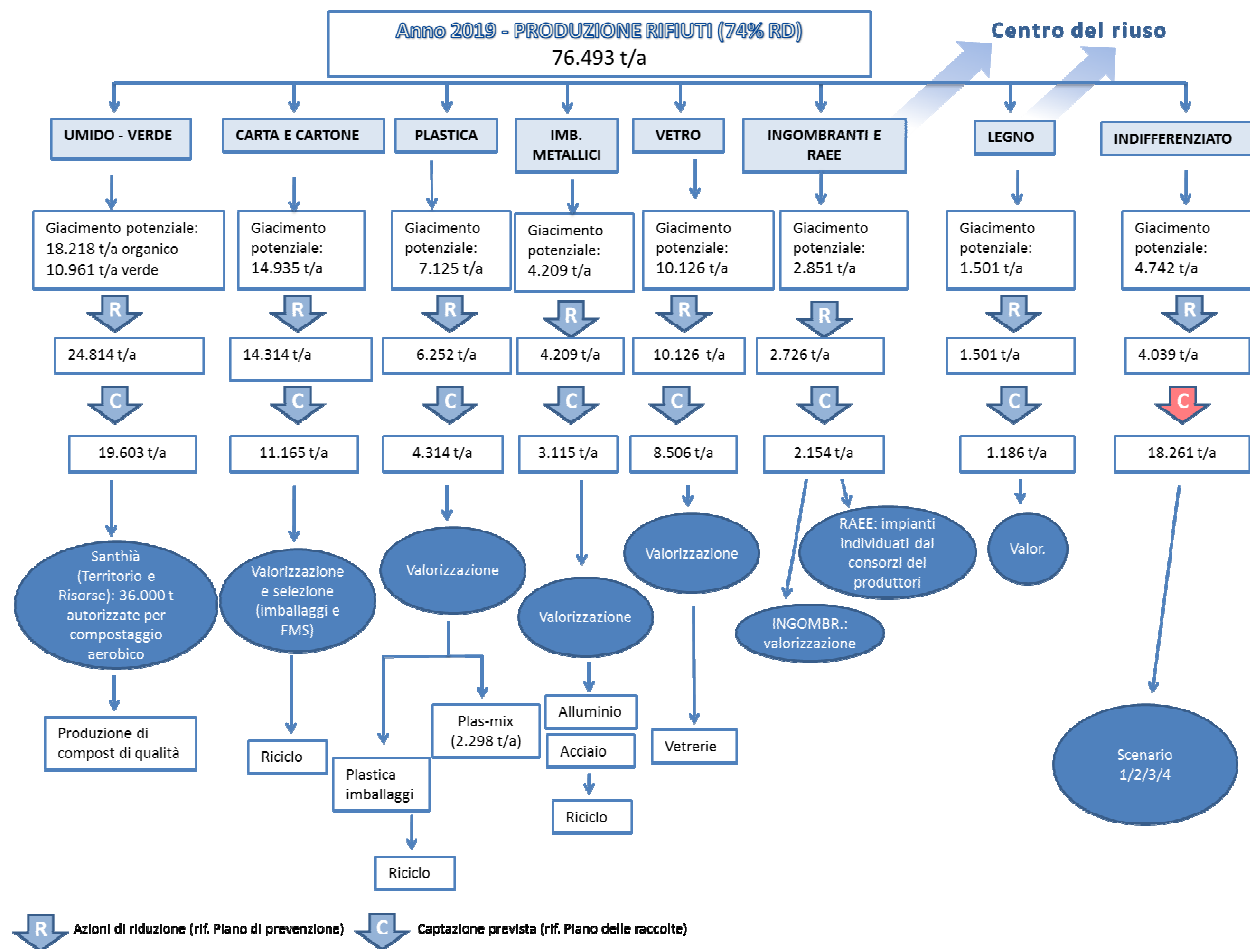 Anno 2019 - PRODUZIONE RIFIUTI (74% RD)
76.493 t/a
Centro del riuso
UMIDO - VERDE
CARTA E CARTONE
PLASTICA
IMB.
METALLICI
VETRO
INGOMBRANTI E
RAEE
LEGNO
INDIFFERENZIATO
Giacimento potenziale:
18.218 t/a organico
10.961 t/a verde
Giacimento
potenziale:
14.935 t/a
Giacimento
potenziale:
7.125 t/a
Giacimento
potenziale:
4.209 t/a
Giacimento
potenziale:
10.126 t/a
Giacimento
potenziale:
2.851 t/a
Giacimento
potenziale:
1.501 t/a
Giacimento
potenziale:
4.742 t/a
R
R
R
R
R
R
R
R
24.814 t/a
14.314 t/a
6.252 t/a
4.209 t/a
10.126 t/a
2.726 t/a
1.501 t/a
4.039 t/a
C
C
C
C
C
C
C
C
19.603 t/a
11.165 t/a
4.314 t/a
3.115 t/a
8.506 t/a
2.154 t/a
1.186 t/a
18.261 t/a
Santhià
(Territorio e
Risorse): 36.000 t
autorizzate per
compostaggio
aerobico
Valorizzazione
e selezione
(imballaggi e
FMS)
Valorizzazione
Valorizzazione
Valorizzazione
RAEE: impianti
individuati dai
consorzi dei
produttori
INGOMBR.:
valorizzazione
Valor.
Scenario
1/2/3/4
Produzione di
compost di qualità
Riciclo
Plastica
imballaggi
Plas-mix
(2.298 t/a)
Riciclo
Alluminio
Acciaio
Riciclo
Vetrerie
R Azioni di riduzione (rif. Piano di prevenzione)
C Captazione prevista (rif. Piano delle raccolte)